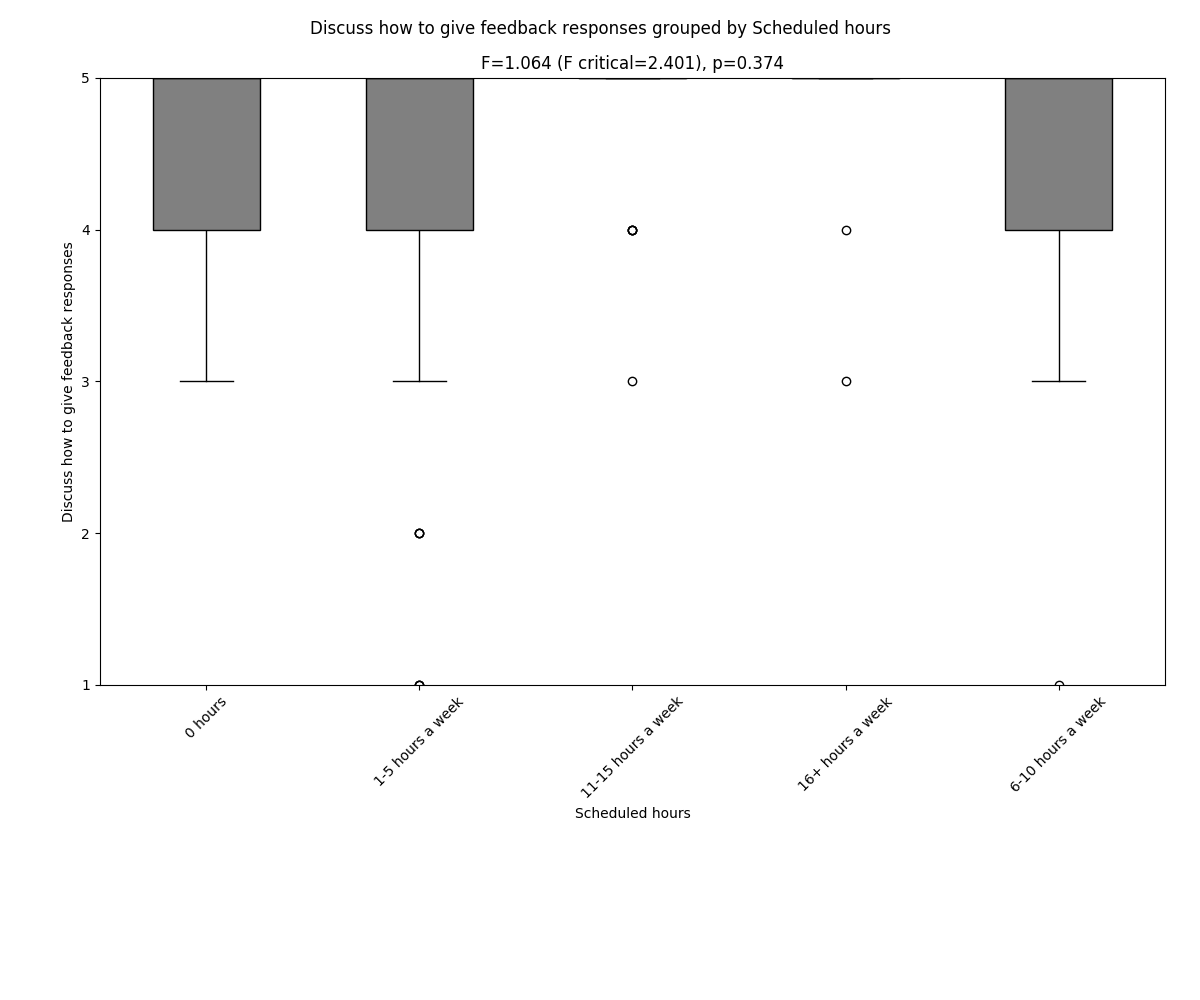 Discuss how to give feedback responses grouped by Scheduled hours
F=1.064 (F critical=2.401), p=0.374
5
4
3
2
1
Discuss how to give feedback responses
0 hours
1-5 hours a week
11-15 hours a week
16+ hours a week
6-10 hours a week
Scheduled hours